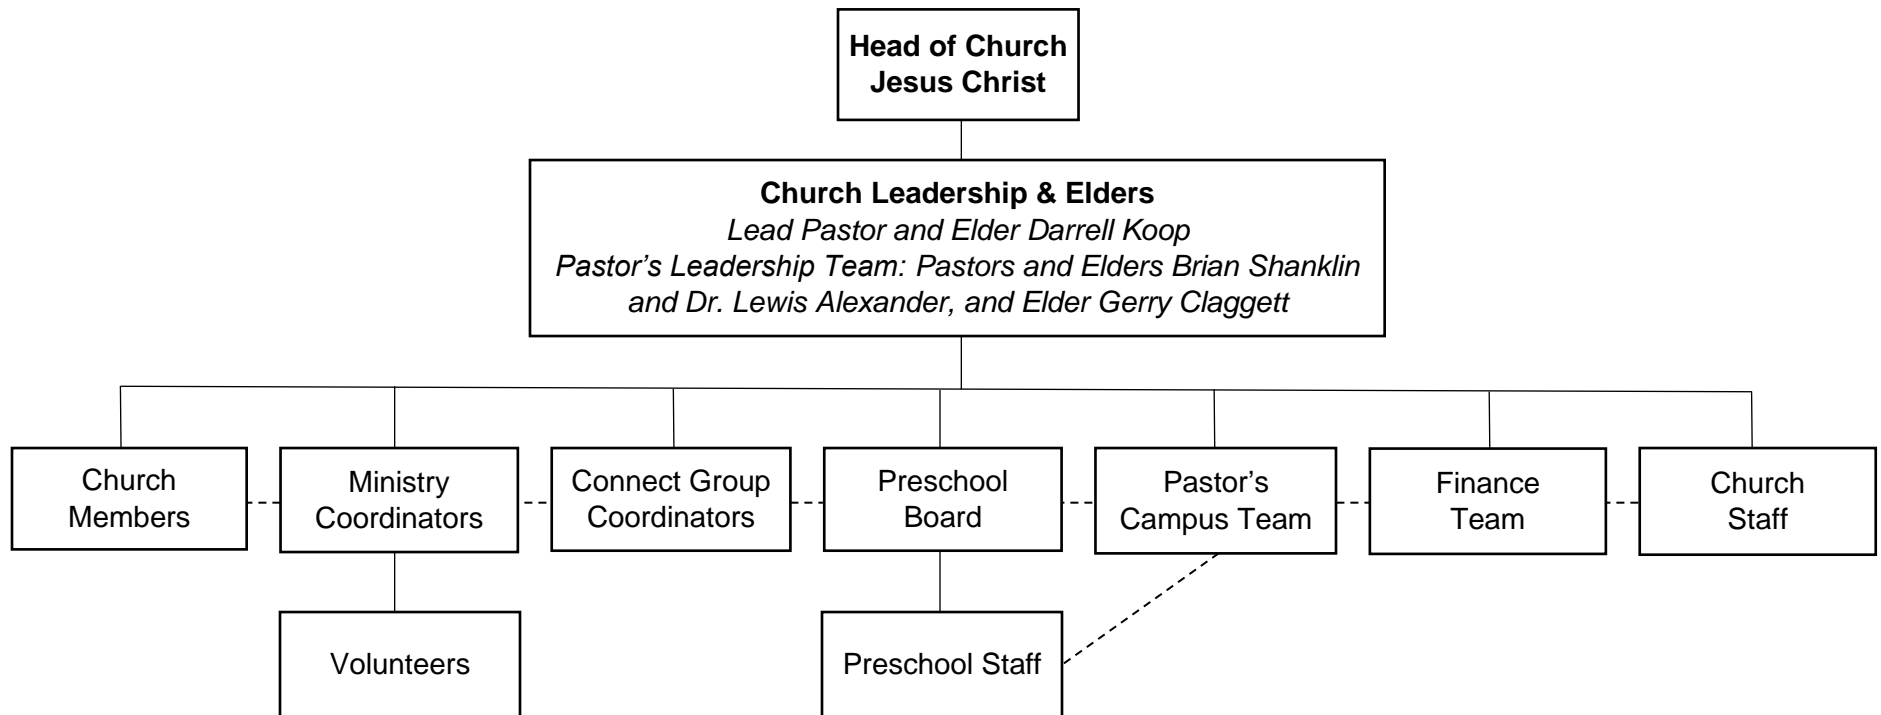 Head of Church
Jesus Christ
Church Leadership & Elders
Lead Pastor and Elder Darrell Koop
Pastor’s Leadership Team: Pastors and Elders Brian Shanklin
and Dr. Lewis Alexander, and Elder Gerry Claggett
Church
Members
Ministry
Coordinators
Connect Group
Coordinators
Preschool
Board
Pastor’s
Campus Team
Finance
Team
Church
Staff
Volunteers
Preschool Staff